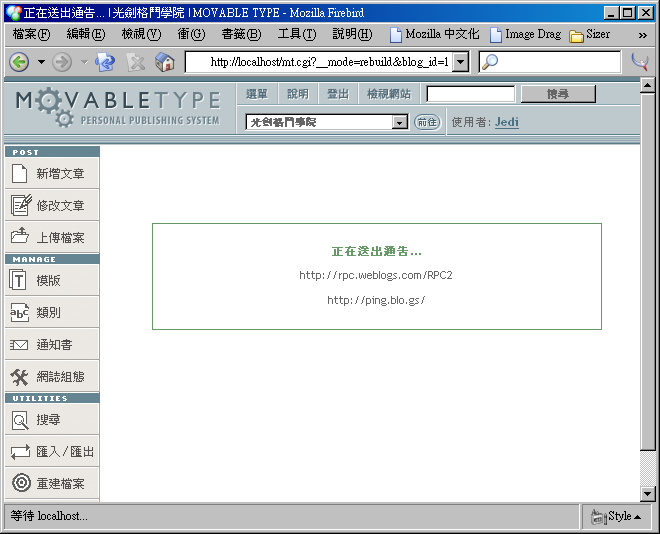 正在送出通告... |光劍格鬥學院 | MOVABLE TYPE - Mozilla Firebird
檔案(F) 編輯(E) 檢視(V) 衝(G) 書籤(B) 工具(T) 說明(H) Mozilla 中文化 Image Drag Sizer »
http://localhost/mt.cgi?__mode=rebuild&blog_id=1
MOVABLETYPE
PERSONAL PUBLISHING SYSTEM
選單 說明 登出 檢視網站 搜尋
光劍格鬥學院 前往 使用者: Jedi
POST
新增文章
修改文章
上傳檔案
MANAGE
模版
類別
通知書
網誌組態
UTILITIES
搜尋
匯入/匯出
重建檔案
正在送出通告...
http://rpc.weblogs.com/RPC2
http://ping.blo.gs/
等待 localhost...
Style